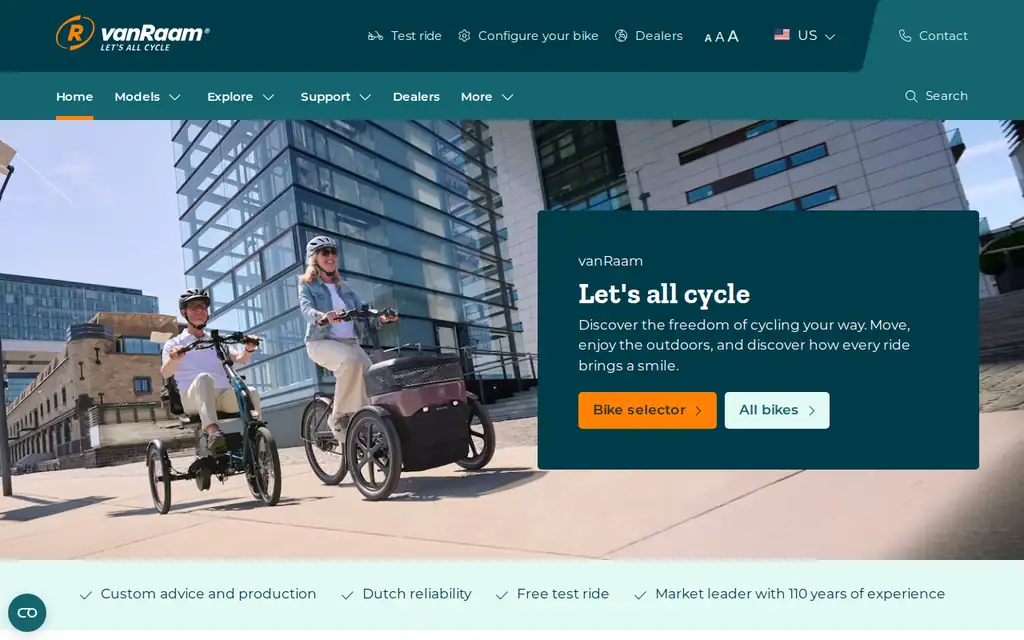 vanRaam®
LET'S ALL CYCLE
Test ride
Configure your bike
Dealers
A A A
US
Contact
Home
Models
Explore
Support
Dealers
More
Search
vanRaam
Let's all cycle
Discover the freedom of cycling your way. Move,
enjoy the outdoors, and discover how every ride
brings a smile.
Bike selector
All bikes
Custom advice and production
Dutch reliability
Free test ride
Market leader with 110 years of experience